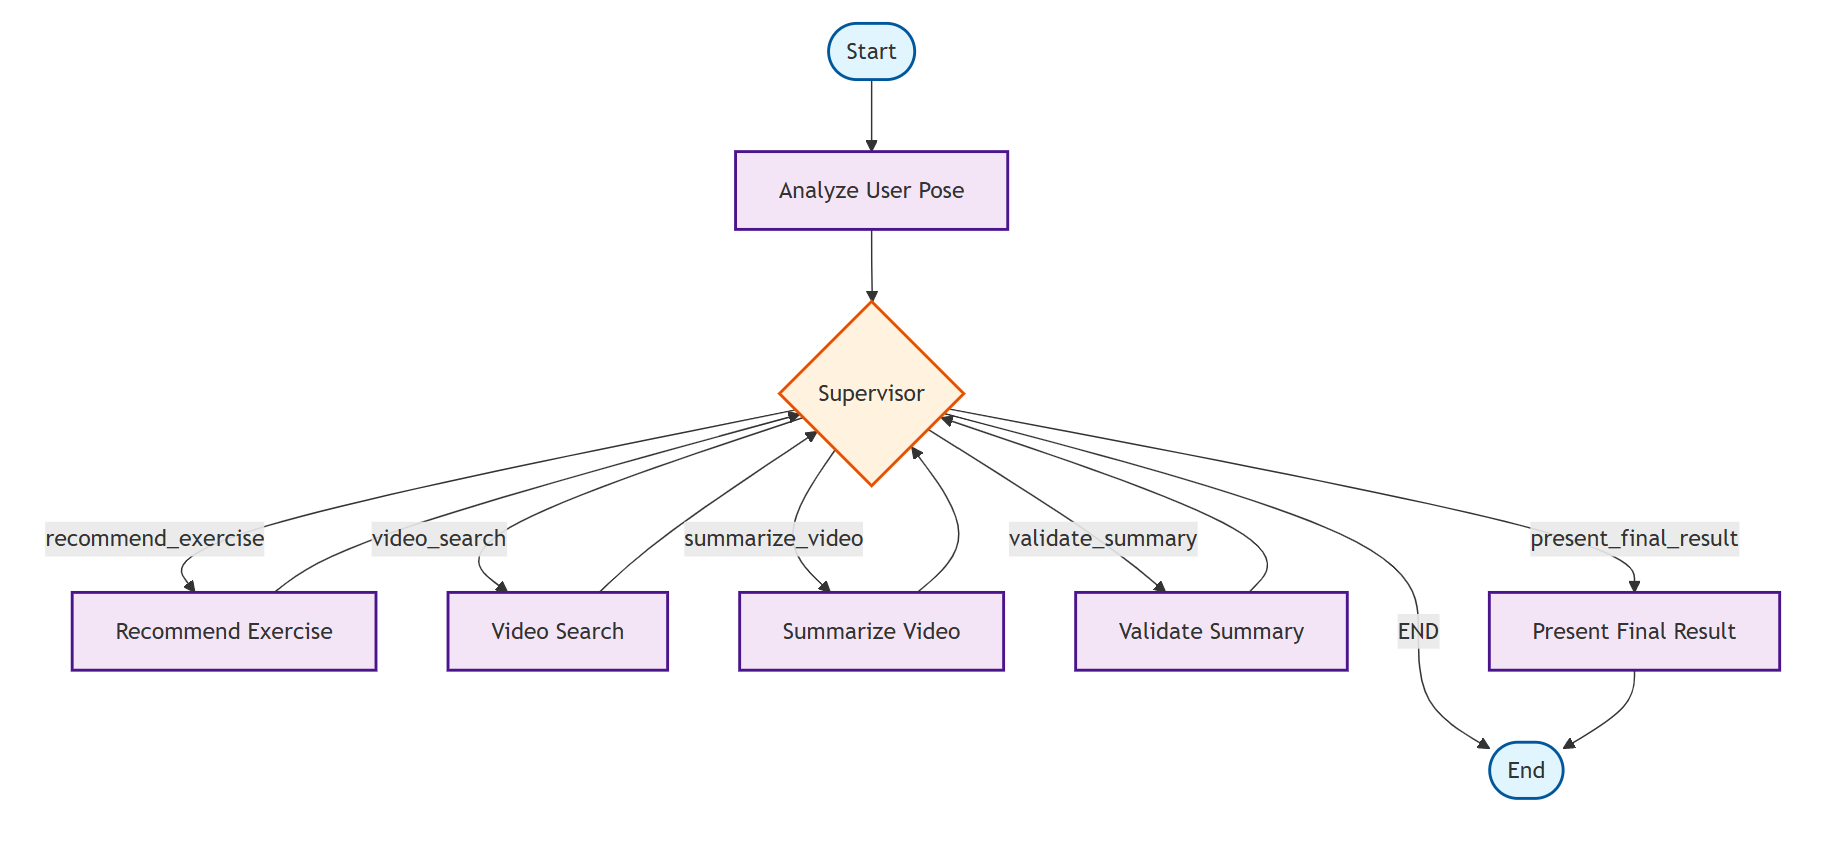 Start
Analyze User Pose
Supervisor
recommend_exercise
video_search
summarize_video
validate_summary
present_final_result
Recommend Exercise
Video Search
Summarize Video
Validate Summary
END
Present Final Result
End